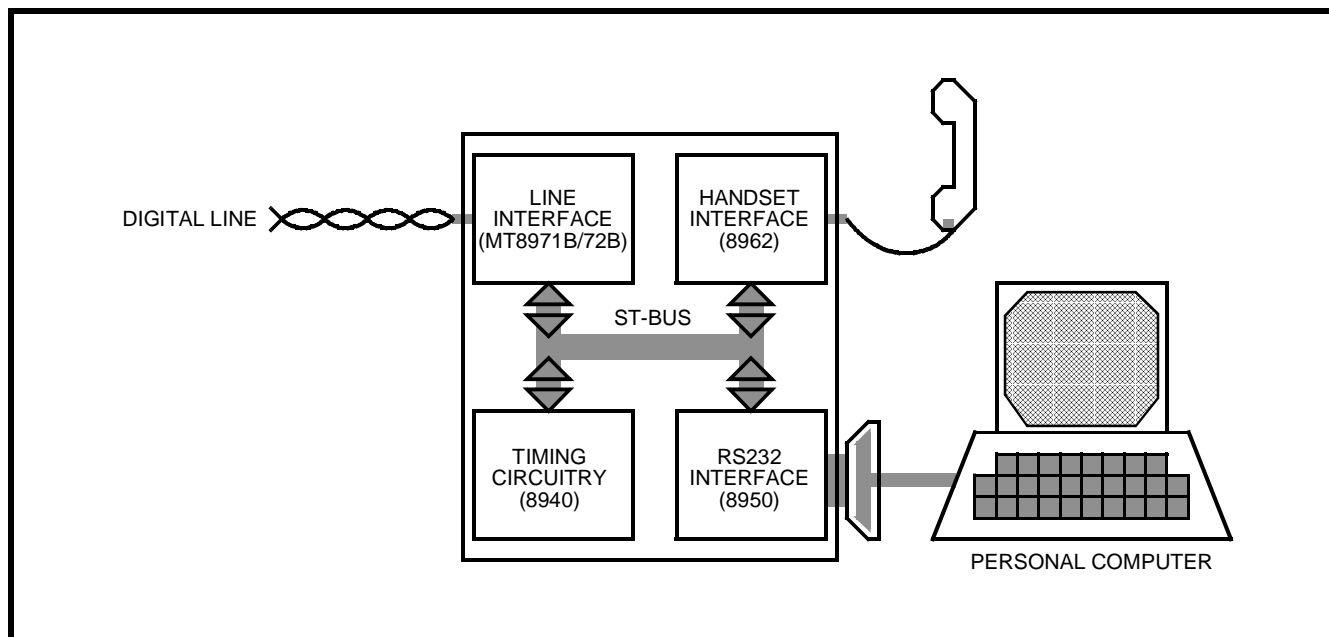 LINE
INTERFACE
(MT8971B/72B)
HANDSET
INTERFACE
(8962)
DIGITAL LINE
ST-BUS
TIMING
CIRCUITRY
(8940)
RS232
INTERFACE
(8950)
PERSONAL COMPUTER